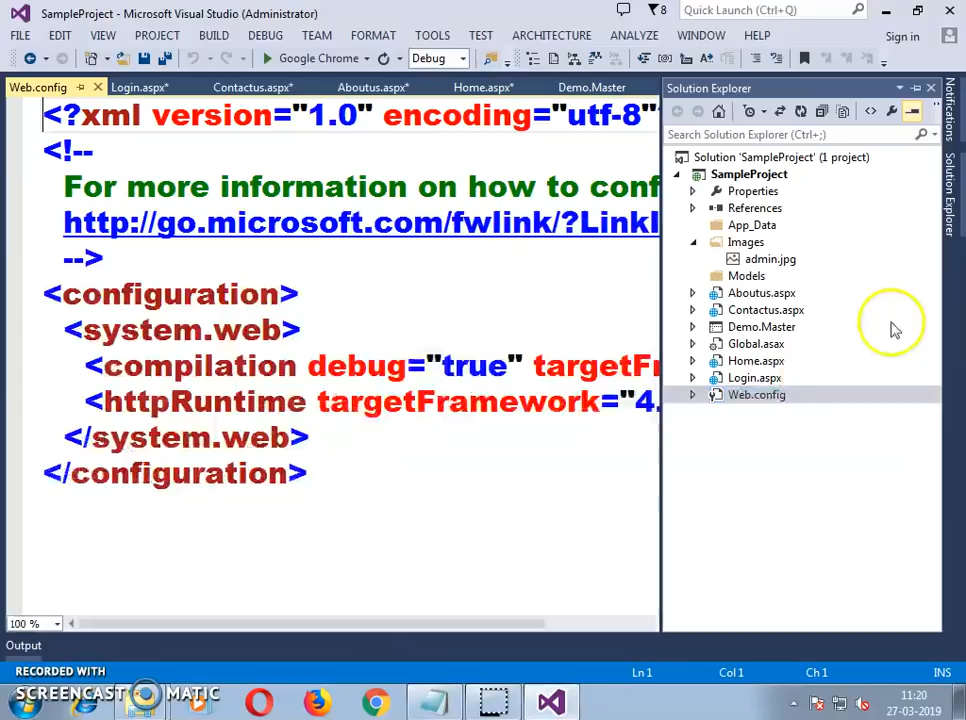 SampleProject - Microsoft Visual Studio (Administrator)
8
Quick Launch (Ctrl+Q)
FILE EDIT VIEW PROJECT BUILD DEBUG TEAM FORMAT TOOLS TEST ARCHITECTURE ANALYZE WINDOW HELP
Sign in
Google Chrome
Debug
Web.config
Login.aspx*
Contactus.aspx*
Aboutus.aspx*
Home.aspx*
Demo.Master
<?xml version="1.0" encoding="utf-8"
<!--
For more information on how to conf
http://go.microsoft.com/fwlink/?LinkI
-->
<configuration>
<system.web>
<compilation debug="true" targetFr
<httpRuntime targetFramework="4.
</system.web>
</configuration>
100 %
Solution Explorer
Search Solution Explorer (Ctrl+;)
Solution 'SampleProject' (1 project)
SampleProject
Properties
References
App_Data
Images
admin.jpg
Models
Aboutus.aspx
Contactus.aspx
Demo.Master
Global.asax
Home.aspx
Login.aspx
Web.config
Notifications
Solution Explorer
Output
Ln 1
Col 1
Ch 1
INS
RECORDED WITH
SCREENCAST MATIC
11:20
27-03-2019